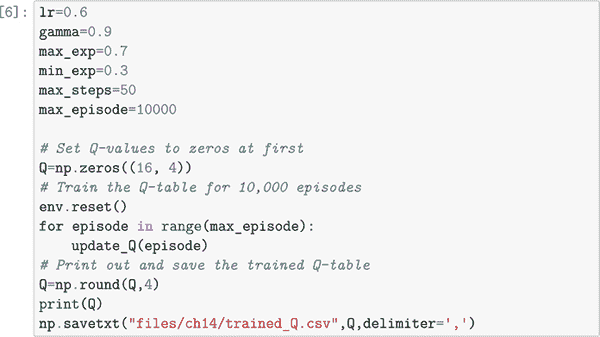 [6]: lr=0.6
gamma=0.9
max_exp=0.7
min_exp=0.3
max_steps=50
max_episode=10000

# Set Q-values to zeros at first
Q=np.zeros((16, 4))
# Train the Q-table for 10,000 episodes
env.reset()
for episode in range(max_episode):
    update_Q(episode)
# Print out and save the trained Q-table
Q=np.round(Q,4)
print(Q)
np.savetxt("files/ch14/trained_Q.csv",Q,delimiter=',')